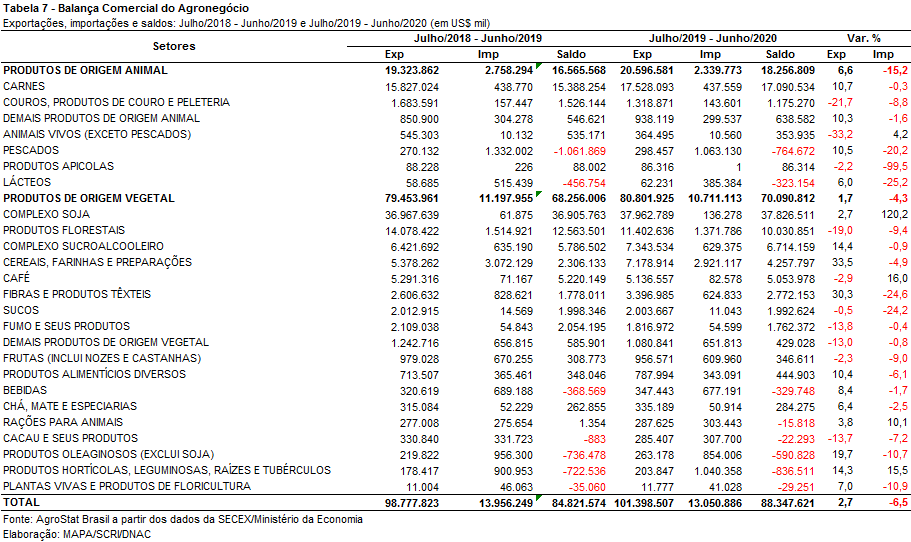 Tabela 7 - Balança Comercial do Agronegócio
Exportações, importações e saldos: Julho/2018 - Junho/2019 e Julho/2019 - Junho/2020 (em US$ mil)
Setores Julho/2018 - Junho/2019 Julho/2019 - Junho/2020 Var. %
Exp Imp Saldo Exp Imp Saldo Exp Imp
PRODUTOS DE ORIGEM ANIMAL 19.323.862 2.758.294 16.565.568 20.596.581 2.339.773 18.256.809 6,6 -15,2
CARNES 15.827.024 438.770 15.388.254 17.528.093 437.559 17.090.534 10,7 -0,3
COUROS, PRODUTOS DE COURO E PELETERIA 1.683.591 157.447 1.526.144 1.318.871 143.601 1.175.270 -21,7 -8,8
DEMAIS PRODUTOS DE ORIGEM ANIMAL 850.900 304.278 546.621 938.119 299.537 638.582 10,3 -1,6
ANIMAIS VIVOS (EXCETO PESCADOS) 545.303 10.132 535.171 364.495 10.560 353.935 -33,2 4,2
PESCADOS 270.132 1.332.002 -1.061.869 298.457 1.063.130 -764.672 10,5 -20,2
PRODUTOS APICOLAS 88.228 226 88.002 86.316 1 86.314 -2,2 -99,5
LÁCTEOS 58.685 515.439 -456.754 62.231 385.384 -323.154 6,0 -25,2
PRODUTOS DE ORIGEM VEGETAL 79.453.961 11.197.955 68.256.006 80.801.925 10.711.113 70.090.812 1,7 -4,3
COMPLEXO SOJA 36.967.639 61.875 36.905.763 37.962.789 136.278 37.826.511 2,7 120,2
PRODUTOS FLORESTAIS 14.078.422 1.514.921 12.563.501 11.402.636 1.371.786 10.030.851 -19,0 -9,4
COMPLEXO SUCROALCOOLEIRO 6.421.692 635.190 5.786.502 7.343.534 629.375 6.714.159 14,4 -0,9
CEREAIS, FARINHAS E PREPARAÇÕES 5.378.262 3.072.129 2.306.133 7.178.914 2.921.117 4.257.797 33,5 -4,9
CAFÉ 5.291.316 71.167 5.220.149 5.136.557 82.578 5.053.978 -2,9 16,0
FIBRAS E PRODUTOS TÊXTEIS 2.606.632 828.621 1.778.011 3.396.985 624.833 2.772.153 30,3 -24,6
SUCOS 2.012.915 14.569 1.998.346 2.003.667 11.043 1.992.624 -0,5 -24,2
FUMO E SEUS PRODUTOS 2.109.038 54.843 2.054.195 1.816.972 54.599 1.762.372 -13,8 -0,4
DEMAIS PRODUTOS DE ORIGEM VEGETAL 1.242.716 656.815 585.901 1.080.841 651.813 429.028 -13,0 -0,8
FRUTAS (INCLUI NOZES E CASTANHAS) 979.028 670.255 308.773 956.571 609.960 346.611 -2,3 -9,0
PRODUTOS ALIMENTÍCIOS DIVERSOS 713.507 365.461 348.046 787.994 343.091 444.903 10,4 -6,1
BEBIDAS 320.619 689.188 -368.569 347.443 677.191 -329.748 8,4 -1,7
CHÁ, MATE E ESPECIARIAS 315.084 52.229 262.855 335.189 50.914 284.275 6,4 -2,5
RAÇÕES PARA ANIMAIS 277.008 275.654 1.354 287.625 303.443 -15.818 3,8 10,1
CACAU E SEUS PRODUTOS 330.840 331.723 -883 285.407 307.700 -22.293 -13,7 -7,2
PRODUTOS OLEAGINOSOS (EXCLUI SOJA) 219.822 956.300 -736.478 263.178 854.006 -590.828 19,7 -10,7
PRODUTOS HORTÍCOLAS, LEGUMINOSAS, RAÍZES E TUBÉRCULOS 178.417 900.953 -722.536 203.847 1.040.358 -836.511 14,3 15,5
PLANTAS VIVAS E PRODUTOS DE FLORICULTURA 11.004 46.063 -35.060 11.777 41.028 -29.251 7,0 -10,9
TOTAL 98.777.823 13.956.249 84.821.574 101.398.507 13.050.886 88.347.621 2,7 -6,5
Fonte: AgroStat Brasil a partir dos dados da SECEX/Ministério da Economia
Elaboração: MAPA/SCRI/DNAC